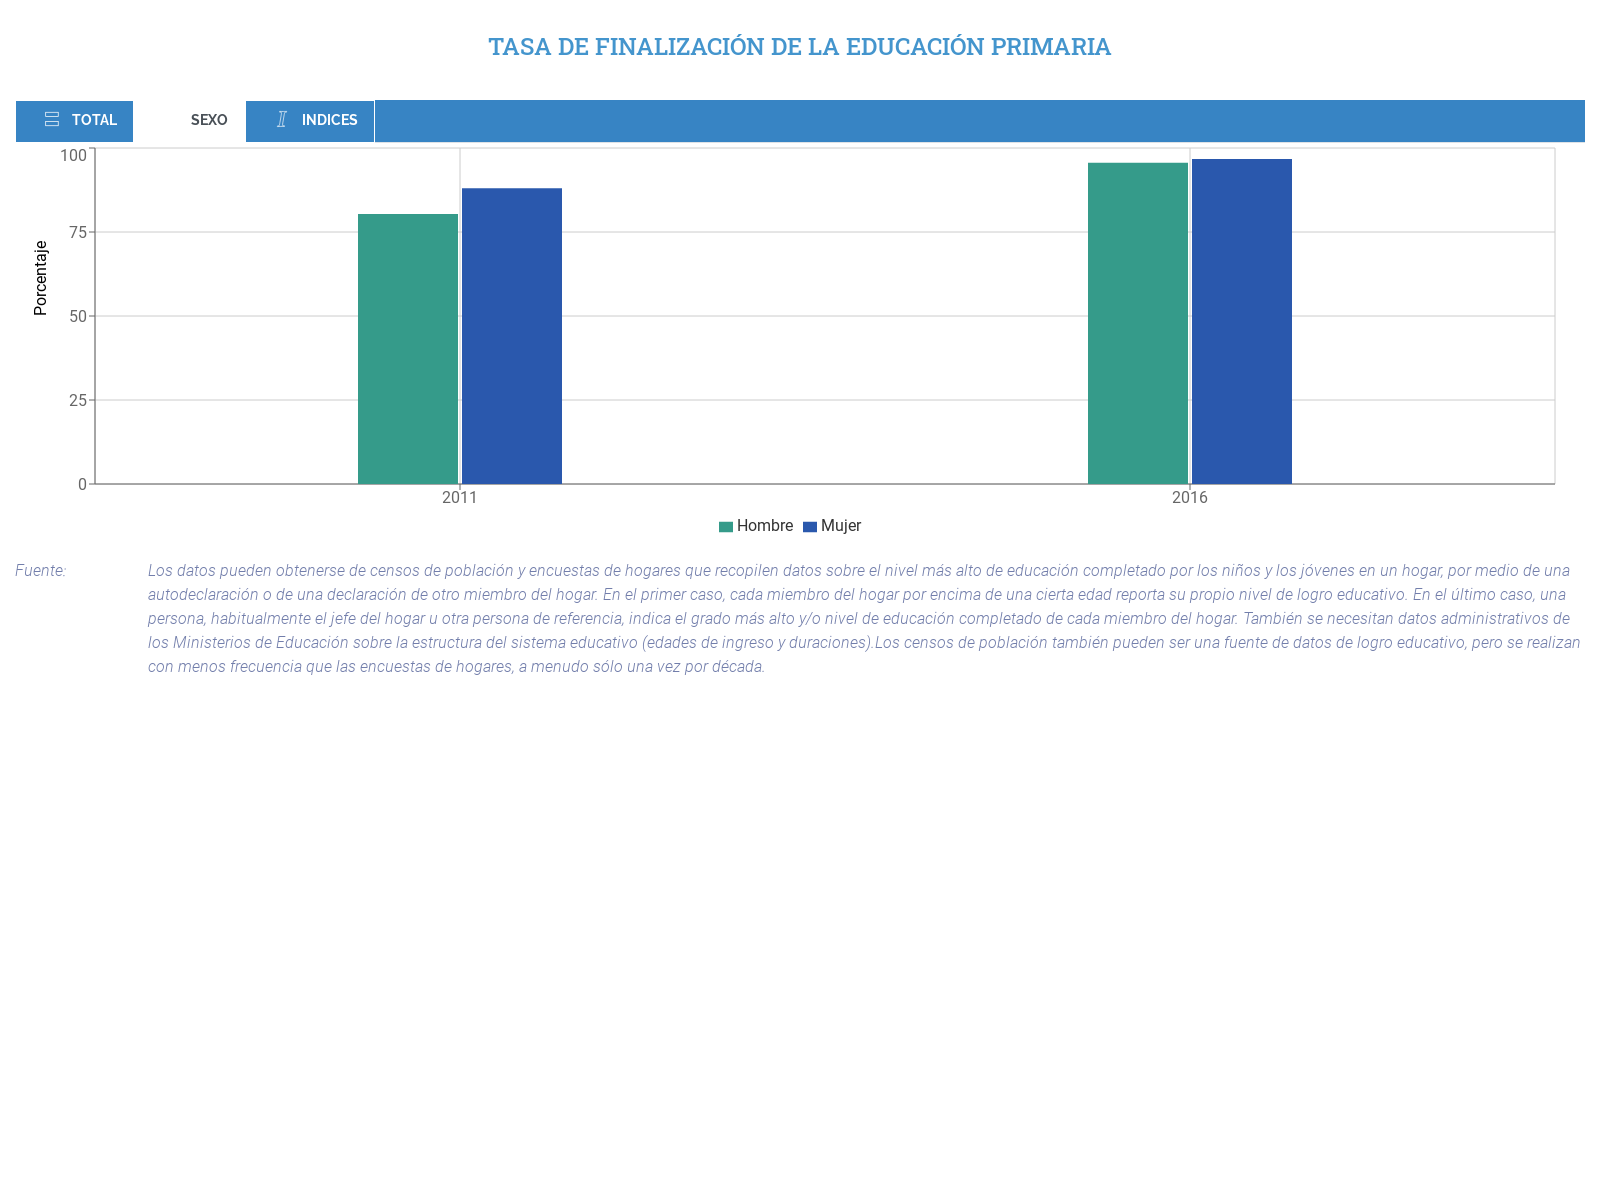 TASA DE FINALIZACIÓN DE LA EDUCACIÓN PRIMARIA
TOTAL SEXO INDICES
100
75
50
25
0
Porcentaje
2011 2016
Hombre Mujer
Fuente: Los datos pueden obtenerse de censos de población y encuestas de hogares que recopilen datos sobre el nivel más alto de educación completado por los niños y los jóvenes en un hogar, por medio de una
autodeclaración o de una declaración de otro miembro del hogar. En el primer caso, cada miembro del hogar por encima de una cierta edad reporta su propio nivel de logro educativo. En el último caso, una
persona, habitualmente el jefe del hogar u otra persona de referencia, indica el grado más alto y/o nivel de educación completado de cada miembro del hogar. También se necesitan datos administrativos de
los Ministerios de Educación sobre la estructura del sistema educativo (edades de ingreso y duraciones).Los censos de población también pueden ser una fuente de datos de logro educativo, pero se realizan
con menos frecuencia que las encuestas de hogares, a menudo sólo una vez por década.